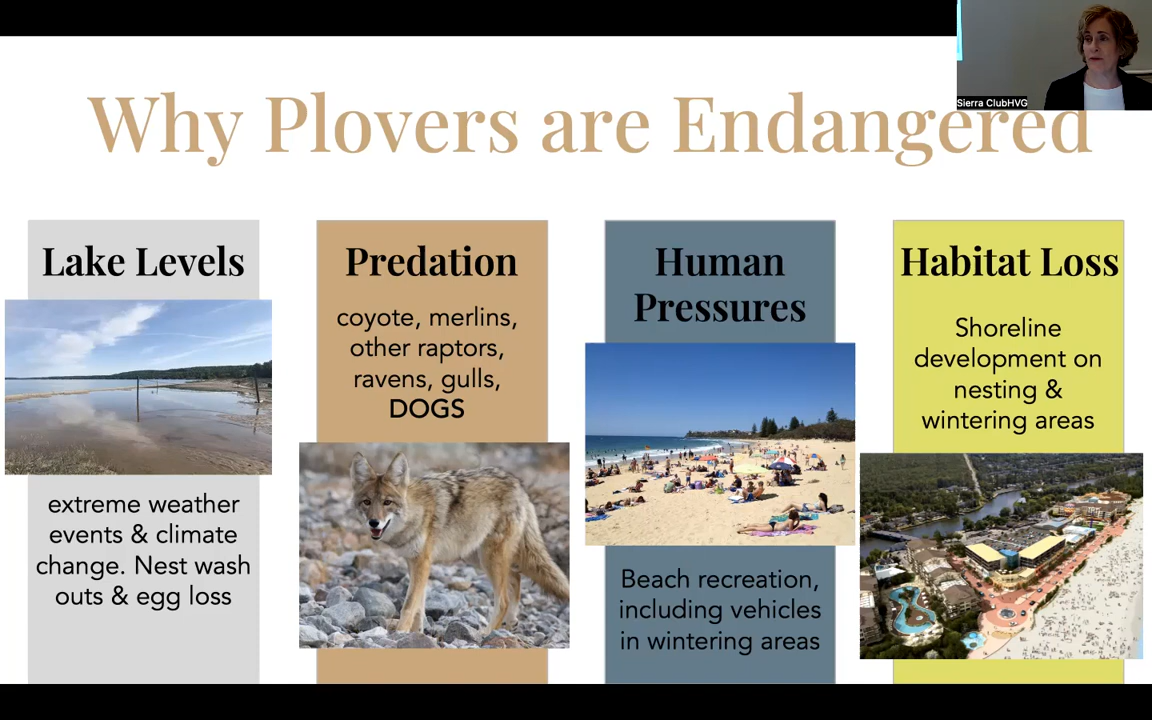 Sierra ClubHVG
Why Plovers are Endangered
Lake Levels
extreme weather
events & climate
change. Nest wash
outs & egg loss
Predation
coyote, merlins,
other raptors,
ravens, gulls,
DOGS
Human
Pressures
Beach recreation,
including vehicles
in wintering areas
Habitat Loss
Shoreline
development on
nesting &
wintering areas